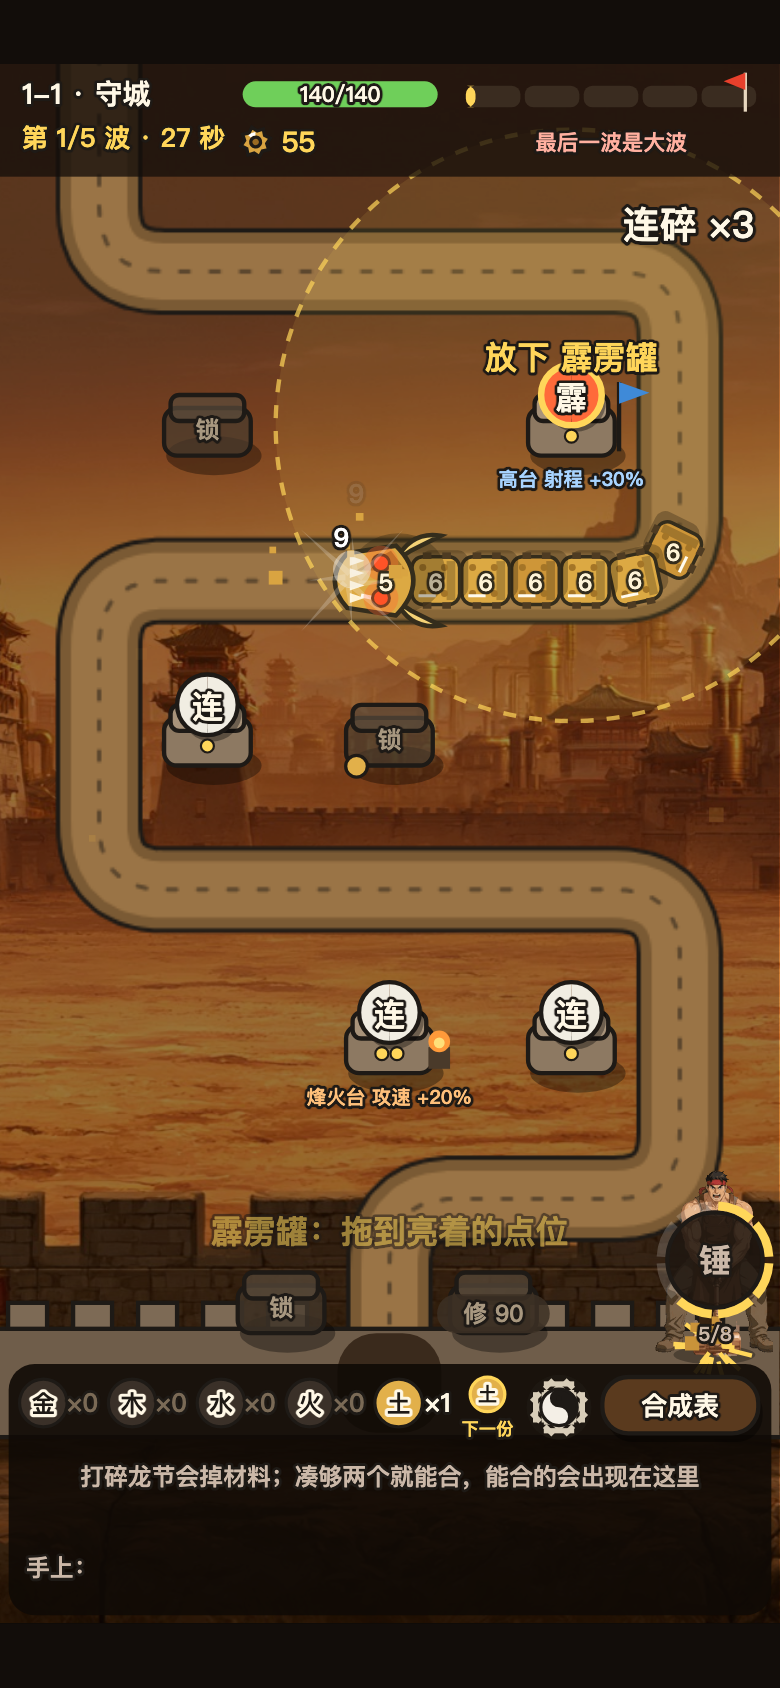 1–1 · 守城
140/140
第 1/5 波 · 27 秒
55
最后一波是大波
连碎 ×3
放下 霹雳罐
霹
锁
高台 射程 +30%
9
9
5 6 6 6 6 6 6
连
锁
连
连
烽火台 攻速 +20%
霹雳罐：拖到亮着的点位
锤
锁
修 90
5/8
金 ×0 木 ×0 水 ×0 火 ×0 土 ×1 土
下一份
合成表
打碎龙节会掉材料；凑够两个就能合，能合的会出现在这里
手上：